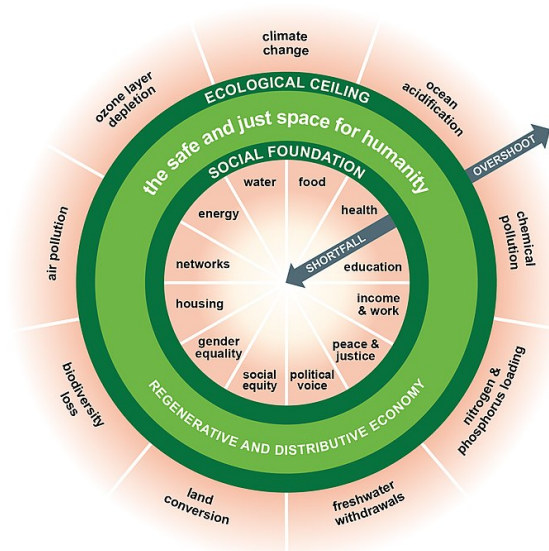 climate
change
ocean
acidification
chemical
pollution
nitrogen &
phosphorus loading
freshwater
withdrawals
land
conversion
biodiversity
loss
air pollution
ozone layer
depletion
OVERSHOOT
ECOLOGICAL CEILING
the safe and just space for humanity
SOCIAL FOUNDATION
water
food
health
SHORTFALL
education
income
& work
peace &
justice
political
voice
social
equity
gender
equality
housing
networks
energy
REGENERATIVE AND DISTRIBUTIVE ECONOMY